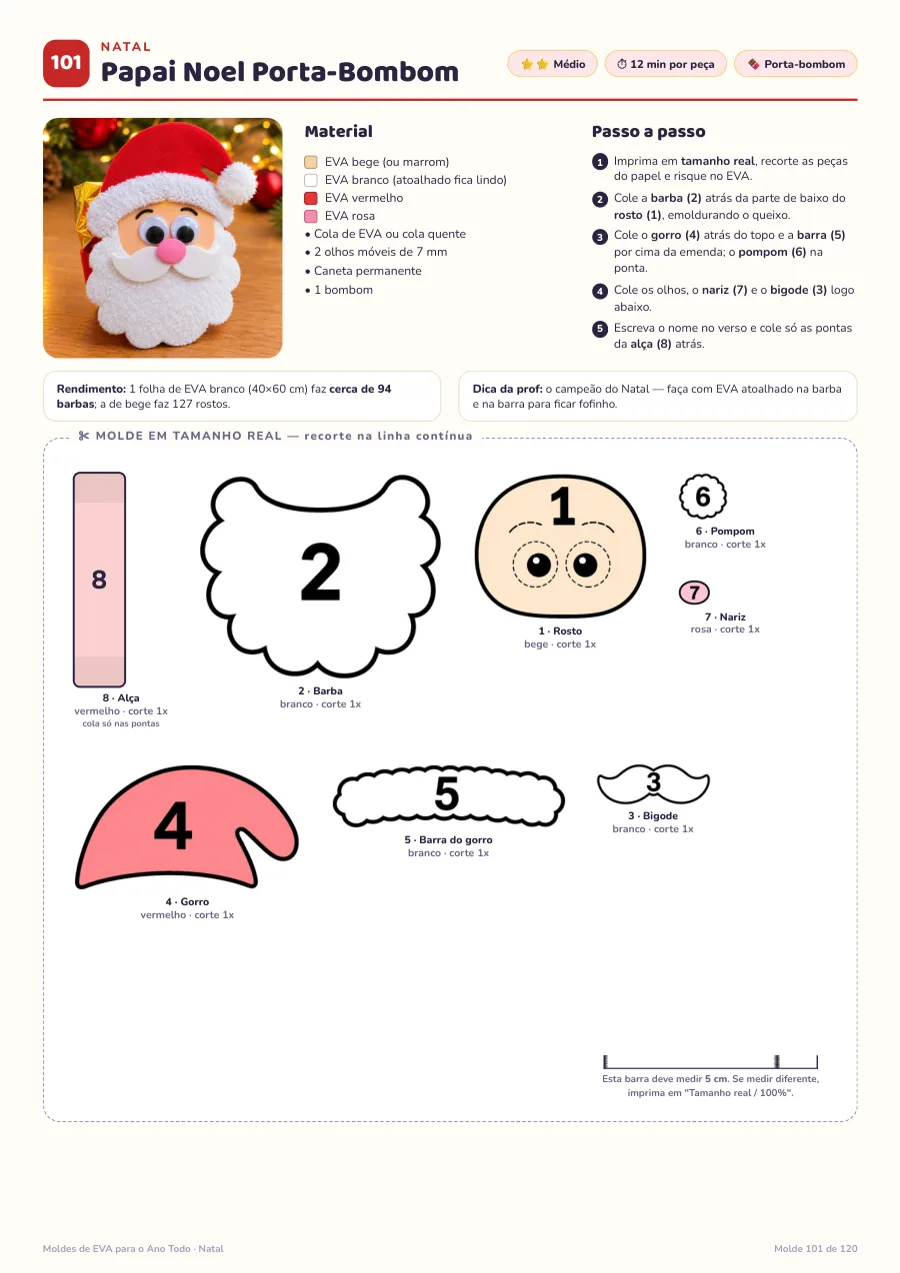 101
NATAL
Papai Noel Porta-Bombom
Médio
12 min por peça
Porta-bombom
Material
EVA bege (ou marrom)
EVA branco (atoalhado fica lindo)
EVA vermelho
EVA rosa
• Cola de EVA ou cola quente
• 2 olhos móveis de 7 mm
• Caneta permanente
• 1 bombom
Passo a passo
1 Imprima em tamanho real, recorte as peças
do papel e risque no EVA.
2 Cole a barba (2) atrás da parte de baixo do
rosto (1), emoldurando o queixo.
3 Cole o gorro (4) atrás do topo e a barra (5)
por cima da emenda; o pompom (6) na
ponta.
4 Cole os olhos, o nariz (7) e o bigode (3) logo
abaixo.
5 Escreva o nome no verso e cole só as pontas
da alça (8) atrás.
Rendimento: 1 folha de EVA branco (40×60 cm) faz cerca de 94
barbas; a de bege faz 127 rostos.
Dica da prof: o campeão do Natal — faça com EVA atoalhado na barba
e na barra para ficar fofinho.
MOLDE EM TAMANHO REAL — recorte na linha contínua
8
8 · Alça
vermelho · corte 1x
cola só nas pontas
2
2 · Barba
branco · corte 1x
1
1 · Rosto
bege · corte 1x
6
6 · Pompom
branco · corte 1x
7
7 · Nariz
rosa · corte 1x
4
4 · Gorro
vermelho · corte 1x
5
5 · Barra do gorro
branco · corte 1x
3
3 · Bigode
branco · corte 1x
Esta barra deve medir 5 cm. Se medir diferente,
imprima em "Tamanho real / 100%".
Moldes de EVA para o Ano Todo · Natal
Molde 101 de 120